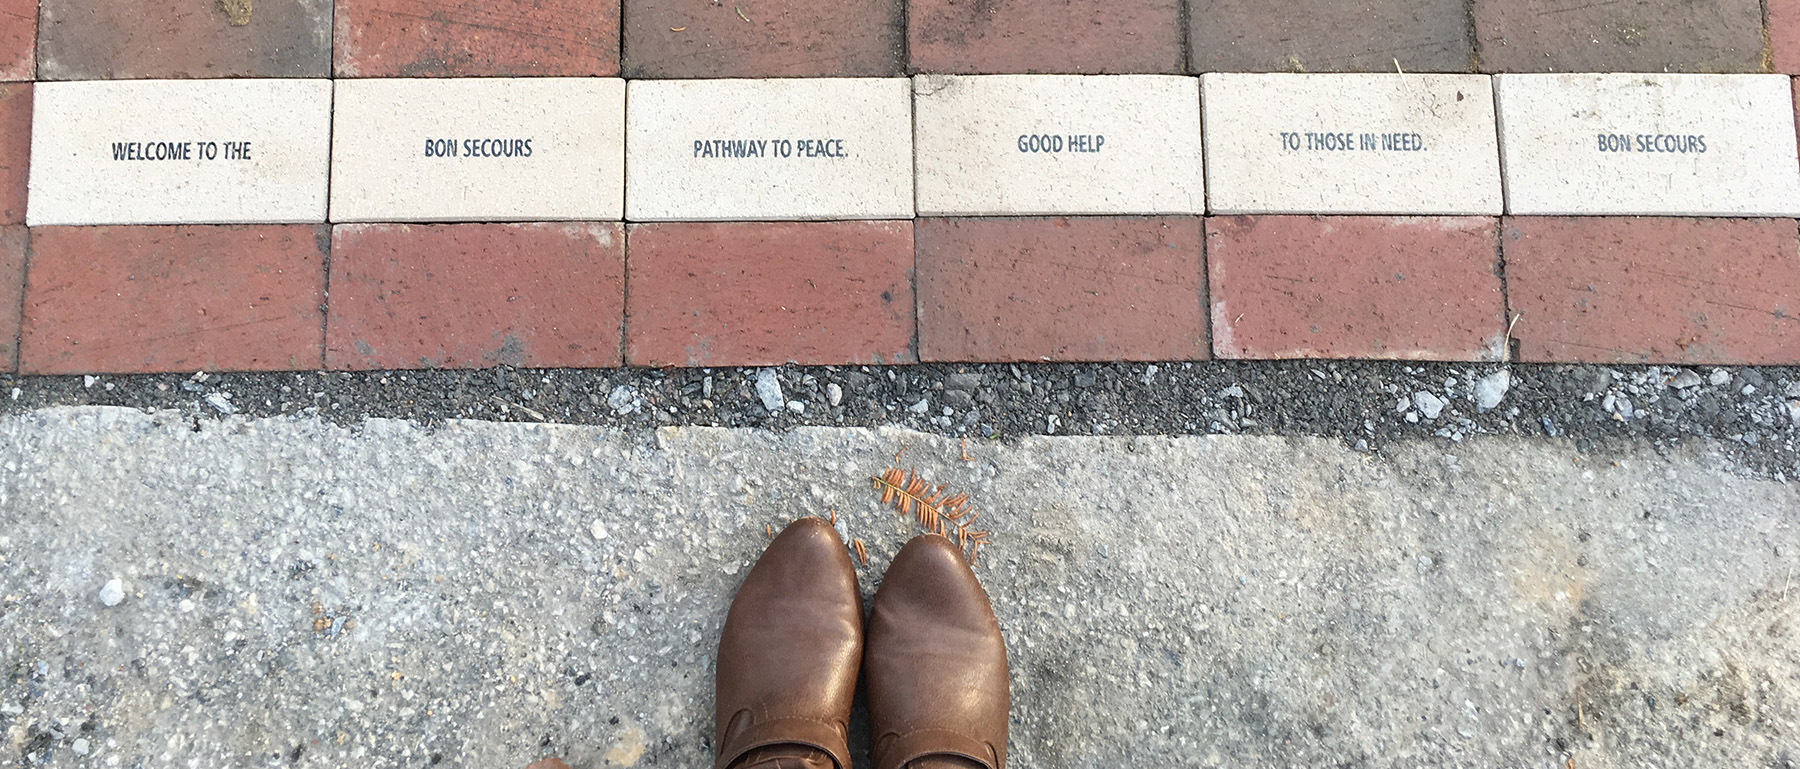 WELCOME TO THE
BON SECOURS
PATHWAY TO PEACE.
GOOD HELP
TO THOSE IN NEED.
BON SECOURS